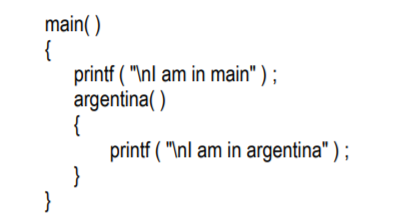 main( )
{
printf ( "\nI am in main" ) ;
argentina( )
{
printf ( "\nI am in argentina" ) ;
}
}